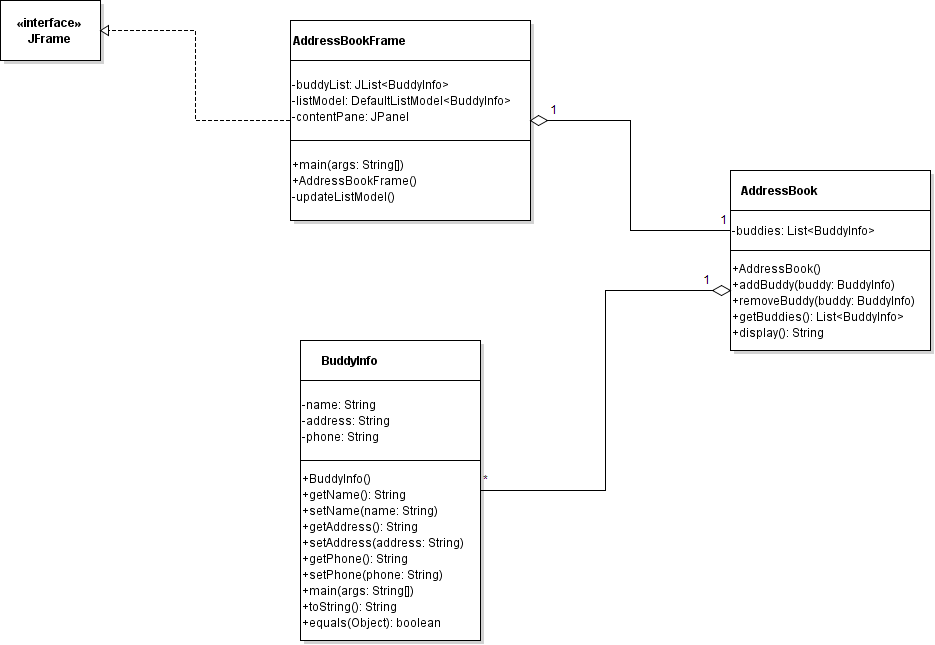 «interface»
JFrame
AddressBookFrame
-buddyList: JList<BuddyInfo>
-listModel: DefaultListModel<BuddyInfo>
-contentPane: JPanel
+main(args: String[])
+AddressBookFrame()
-updateListModel()
1
1
AddressBook
-buddies: List<BuddyInfo>
+AddressBook()
+addBuddy(buddy: BuddyInfo)
+removeBuddy(buddy: BuddyInfo)
+getBuddies(): List<BuddyInfo>
+display(): String
1
BuddyInfo
-name: String
-address: String
-phone: String
*
+BuddyInfo()
+getName(): String
+setName(name: String)
+getAddress(): String
+setAddress(address: String)
+getPhone(): String
+setPhone(phone: String)
+main(args: String[])
+toString(): String
+equals(Object): boolean